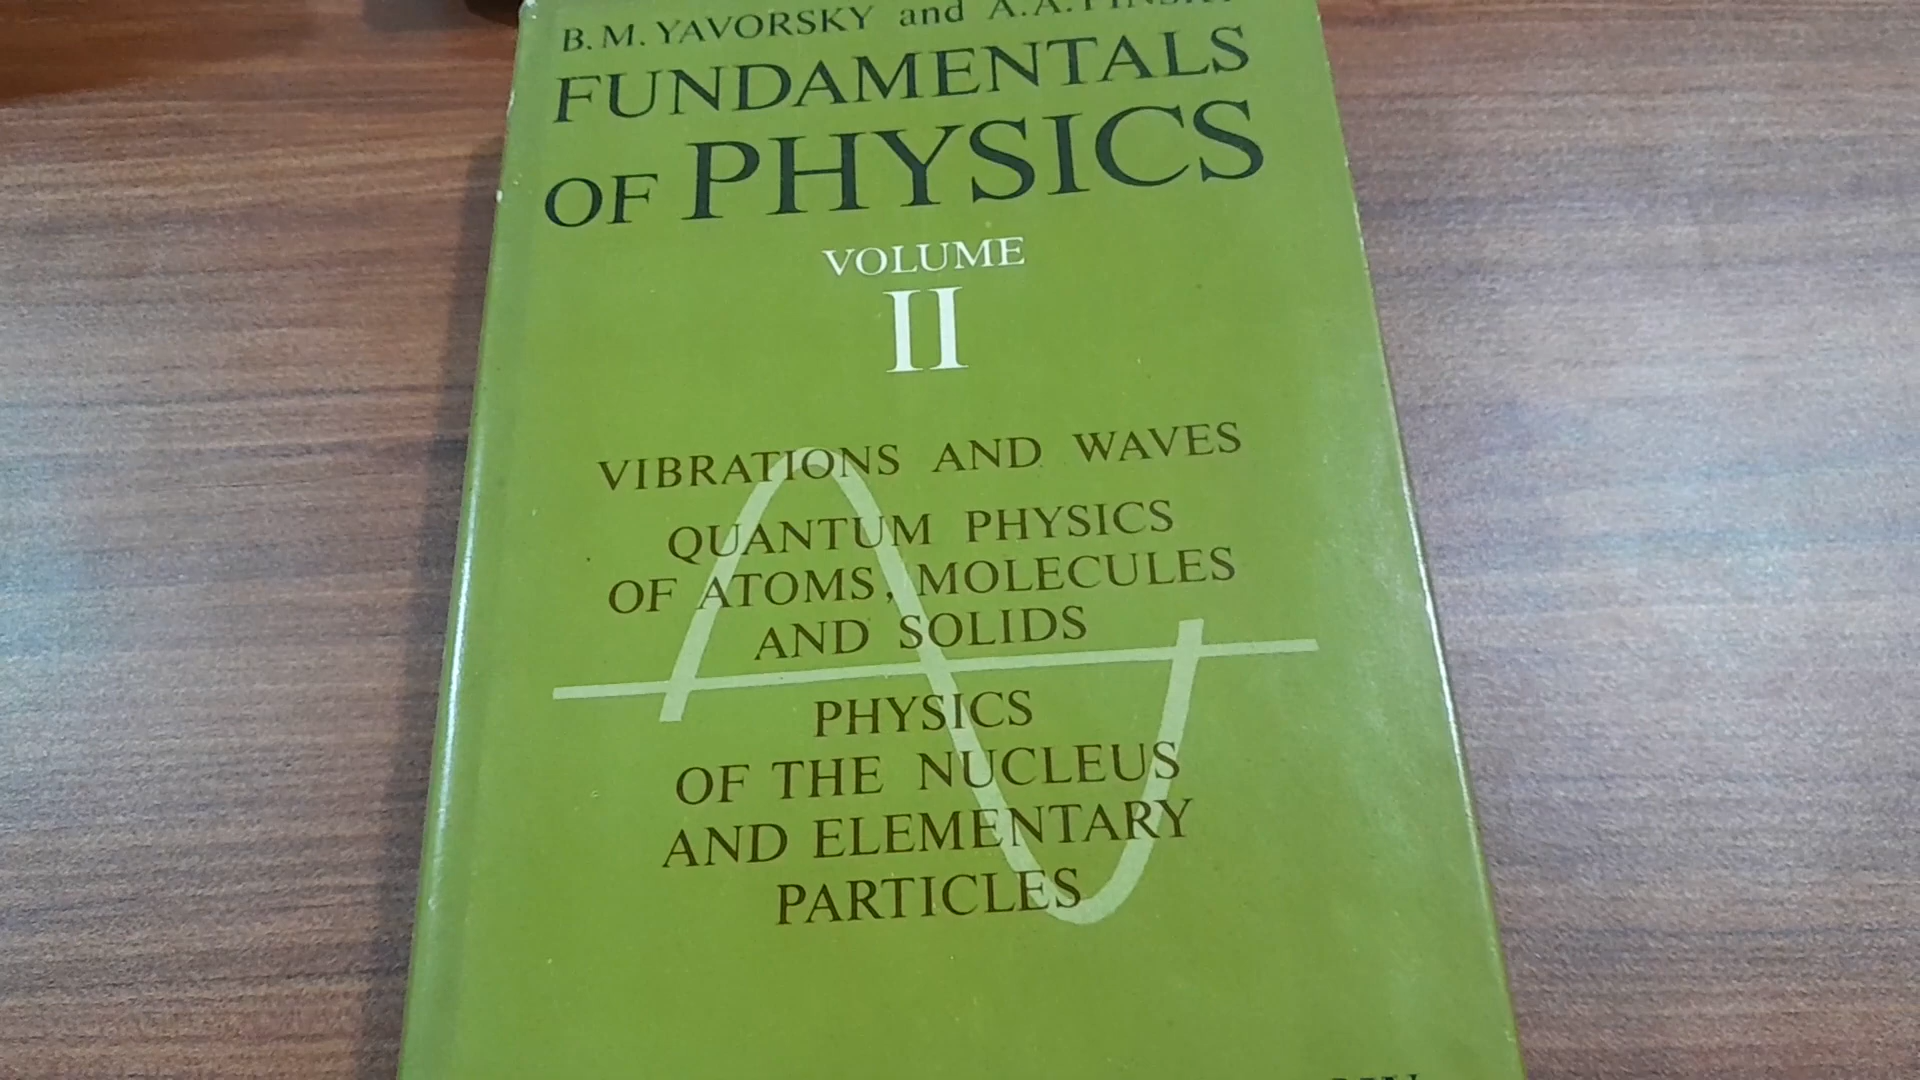 B. M. YAVORSKY and A. A. PINSKY
FUNDAMENTALS
OF PHYSICS
VOLUME
II
VIBRATIONS AND WAVES
QUANTUM PHYSICS
OF ATOMS, MOLECULES
AND SOLIDS
PHYSICS
OF THE NUCLEUS
AND ELEMENTARY
PARTICLES